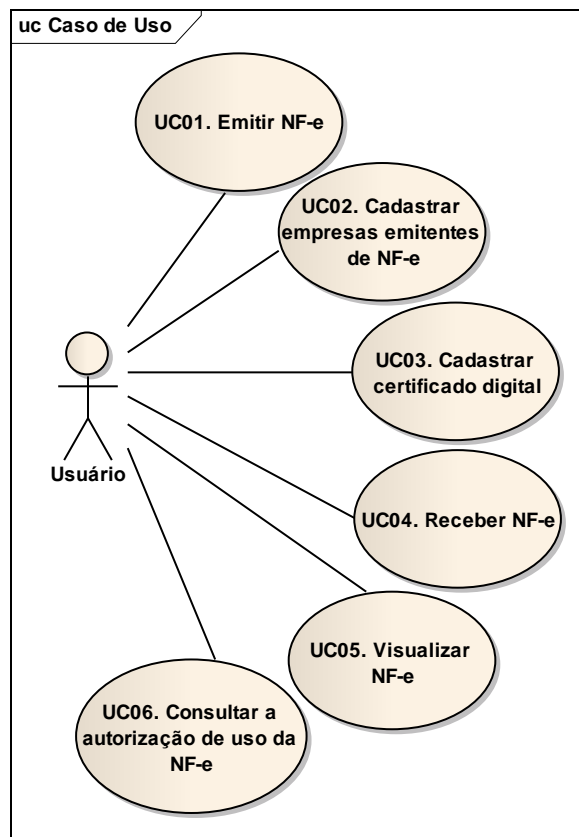 uc Caso de Uso
UC01. Emitir NF-e
UC02. Cadastrar
empresas emitentes
de NF-e
UC03. Cadastrar
certificado digital
Usuário
UC04. Receber NF-e
UC05. Visualizar
NF-e
UC06. Consultar a
autorização de uso da
NF-e